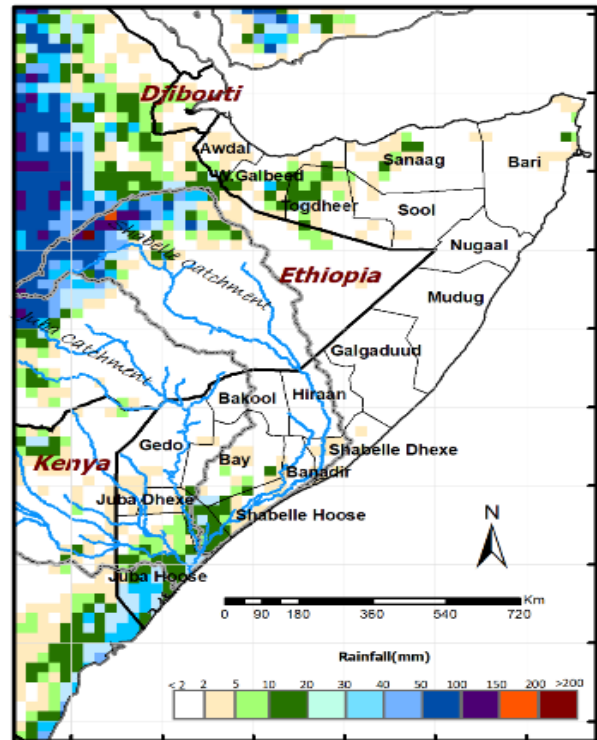 Djibouti
Awdal
Sanaag
Bari
W.Galbeed
Togdheer
Sool
Nugaal
Shabelle catchment
Ethiopia
Mudug
Juba catchment
Galgaduud
Bakool
Hiraan
Gedo
Shabelle Dhexe
Kenya
Bay
Banadir
Juba Dhexe
Shabelle Hoose
N
Juba Hoose
Km
0 90 180 360 540 720
Rainfall(mm)
<2 2 5 10 20 30 40 50 100 150 200 >200